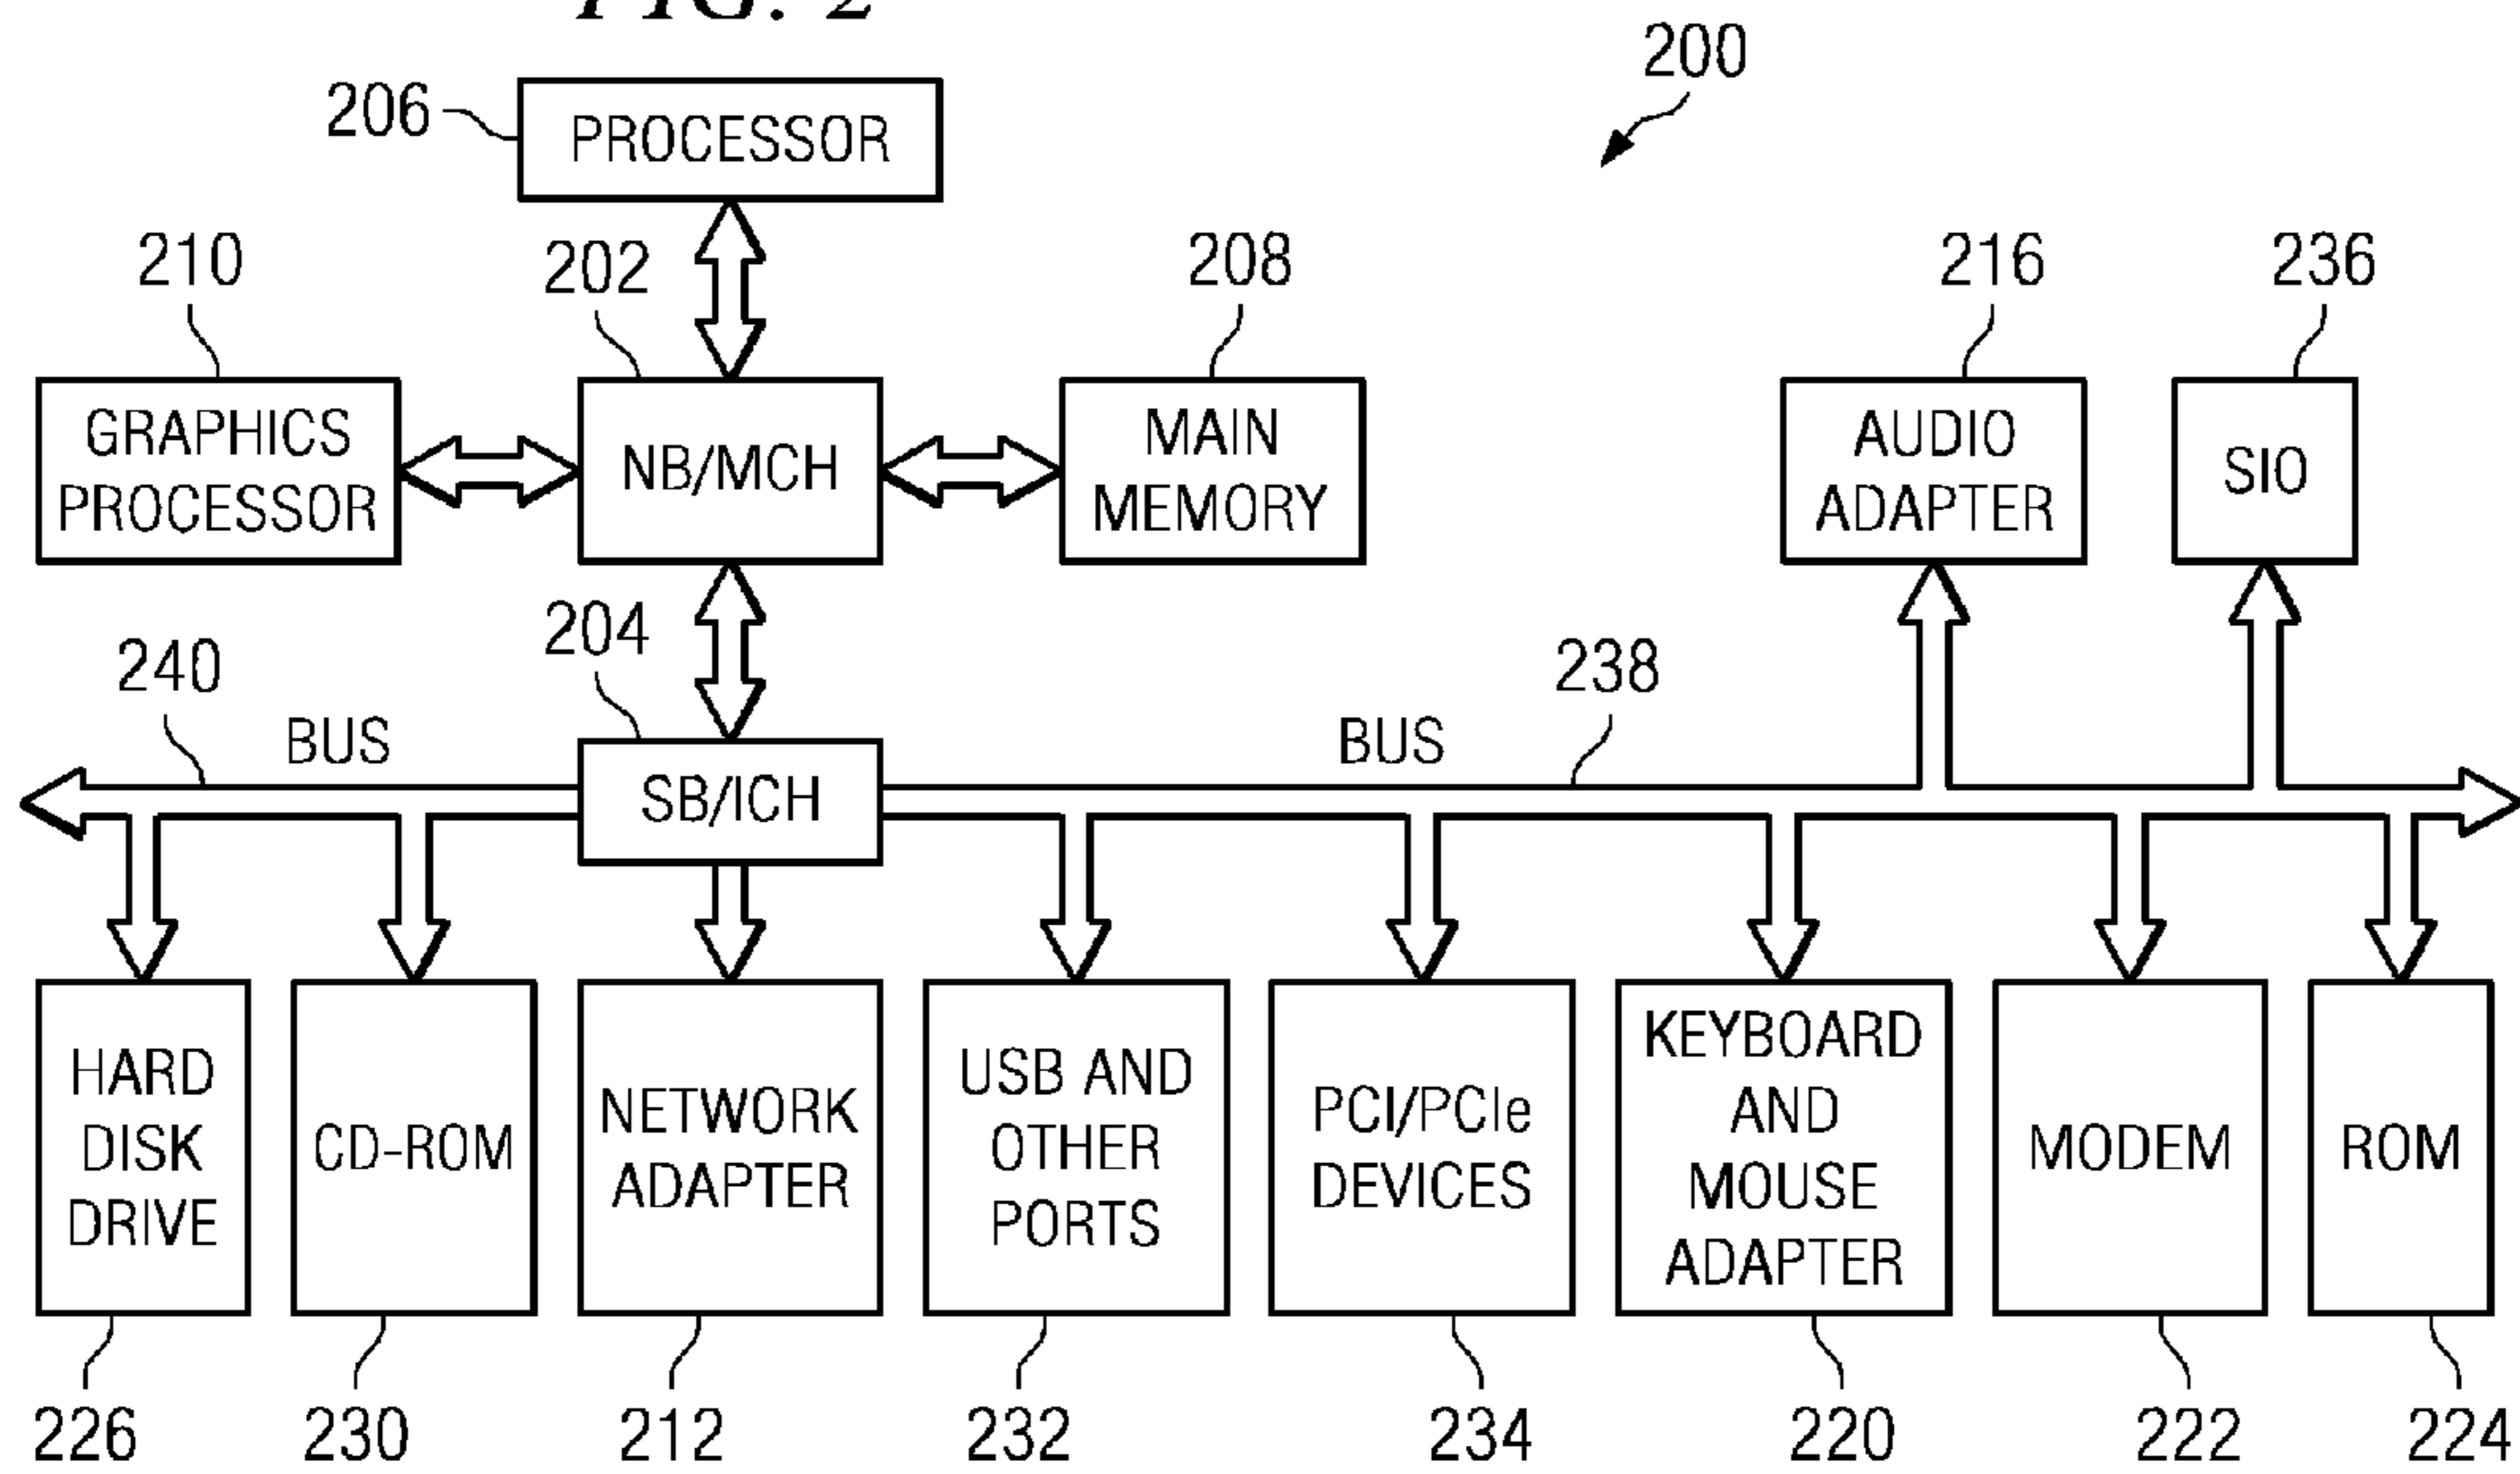 FIG. 2
200
206
PROCESSOR
210
202
208
216
236
GRAPHICS
PROCESSOR
NB/MCH
MAIN
MEMORY
AUDIO
ADAPTER
SIO
204
240
BUS
238
BUS
SB/ICH
HARD
DISK
DRIVE
CD-ROM
NETWORK
ADAPTER
USB AND
OTHER
PORTS
PCI/PCIe
DEVICES
KEYBOARD
AND
MOUSE
ADAPTER
MODEM
ROM
226
230
212
232
234
220
222
224